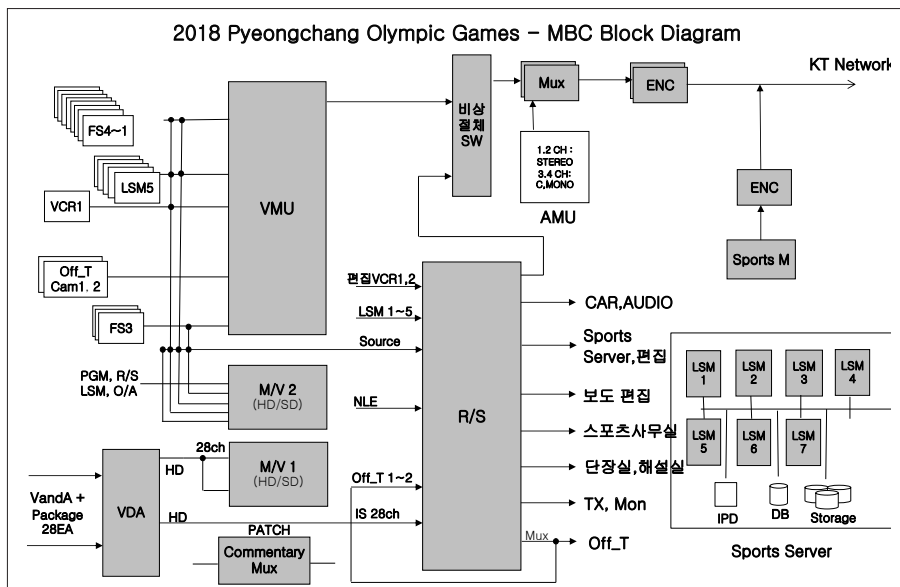 2018 Pyeongchang Olympic Games - MBC Block Diagram
KT Network
FS4~1
LSM5
VCR1
Off_T
Cam1. 2
FS3
VMU
비상
절체
SW
Mux
ENC
1.2 CH :
STEREO
3.4 CH:
C,MONO
AMU
ENC
Sports M
PGM, R/S
LSM, O/A
M/V 2
(HD/SD)
28ch
HD
M/V 1
(HD/SD)
VandA +
Package
28EA
VDA
HD
PATCH
Commentary
Mux
편집VCR1,2
LSM 1~5
Source
NLE
Off_T 1~2
IS 28ch
R/S
CAR,AUDIO
Sports
Server,편집
보도 편집
스포츠사무실
단장실,해설실
TX, Mon
Mux
Off_T
LSM
1
LSM
2
LSM
3
LSM
4
LSM
5
LSM
6
LSM
7
IPD
DB
Storage
Sports Server